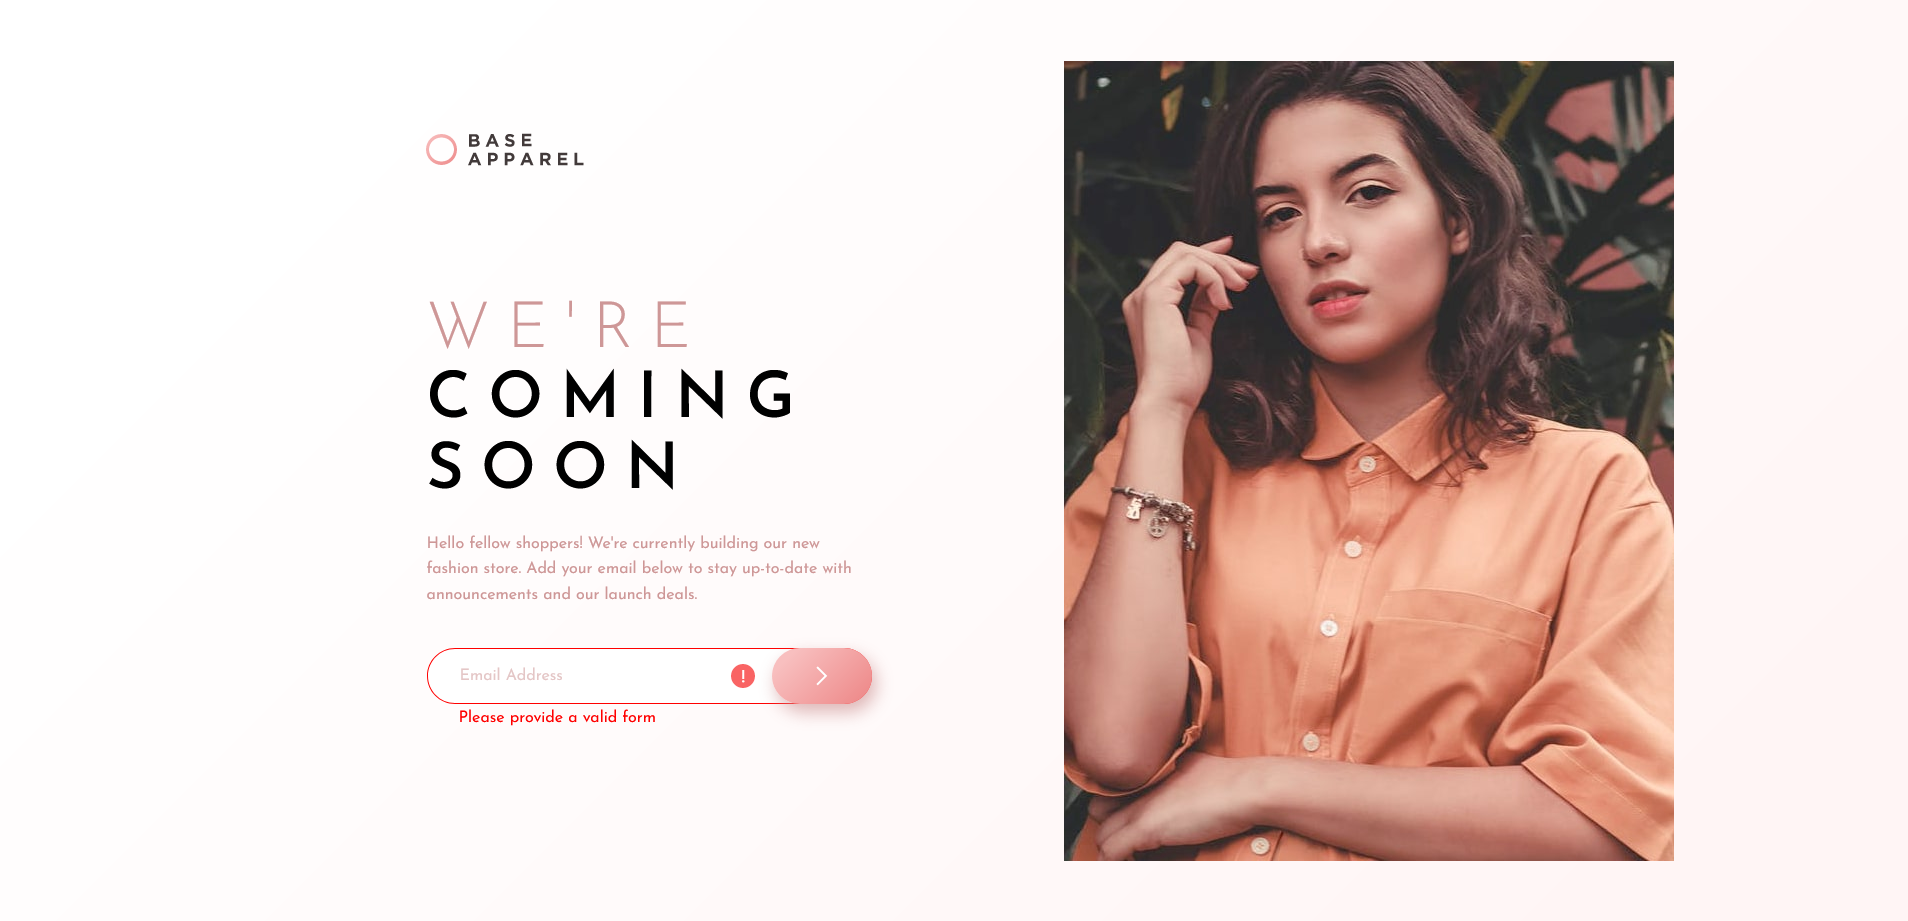 BASE
APPAREL
WE'RE
COMING
SOON
Hello fellow shoppers! We're currently building our new
fashion store. Add your email below to stay up-to-date with
announcements and our launch deals.
Email Address
!
Please provide a valid form